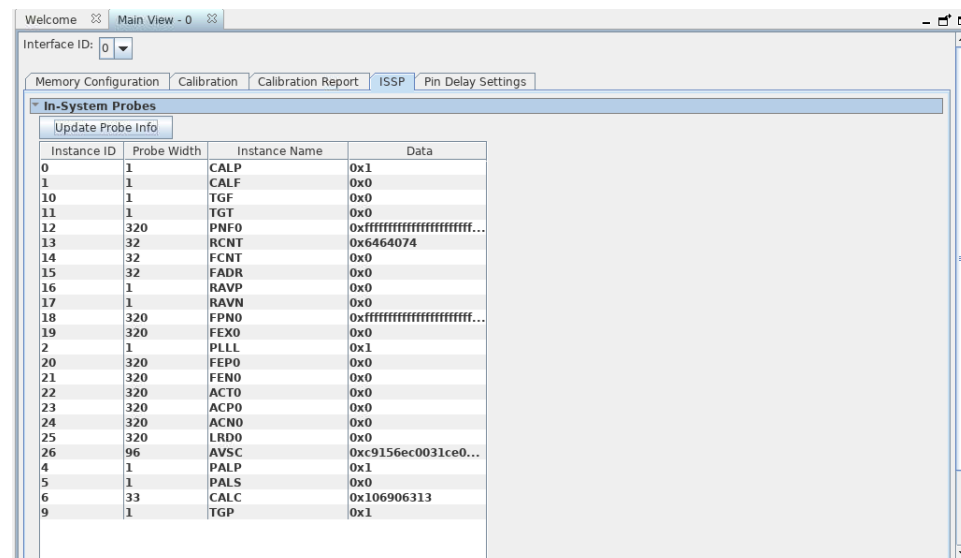 Welcome Main View - 0
Interface ID: 0
Memory Configuration Calibration Calibration Report ISSP Pin Delay Settings
In-System Probes
Update Probe Info
Instance ID Probe Width Instance Name Data
0 1 CALP 0x1
1 1 CALF 0x0
10 1 TGF 0x0
11 1 TGT 0x0
12 320 PNF0 0xffffffffffffffffffffff...
13 32 RCNT 0x6464074
14 32 FCNT 0x0
15 32 FADR 0x0
16 1 RAVP 0x0
17 1 RAVN 0x0
18 320 FPN0 0xffffffffffffffffffffff...
19 320 FEX0 0x0
2 1 PLLL 0x1
20 320 FEP0 0x0
21 320 FEN0 0x0
22 320 ACT0 0x0
23 320 ACP0 0x0
24 320 ACN0 0x0
25 320 LRD0 0x0
26 96 AVSC 0xc9156ec0031ce0...
4 1 PALP 0x1
5 1 PALS 0x0
6 33 CALC 0x106906313
9 1 TGP 0x1